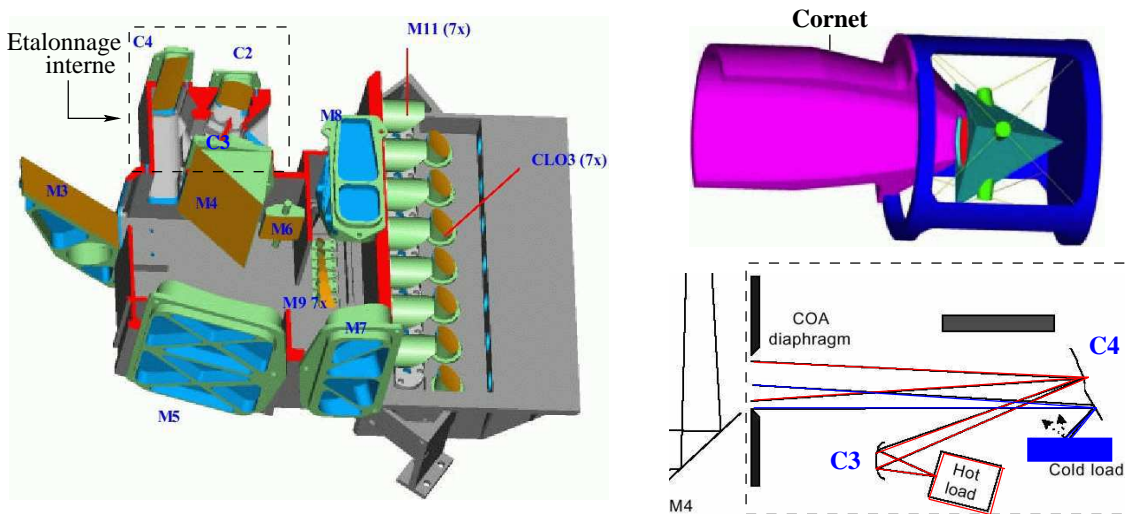 Etalonnage
interne
C4
C2
C3
M11 (7x)
M8
CLO3 (7x)
M3
M4
M6
M9 7x
M7
M5
Cornet
COA
diaphragm
C4
C3
Hot
load
Cold load
M4